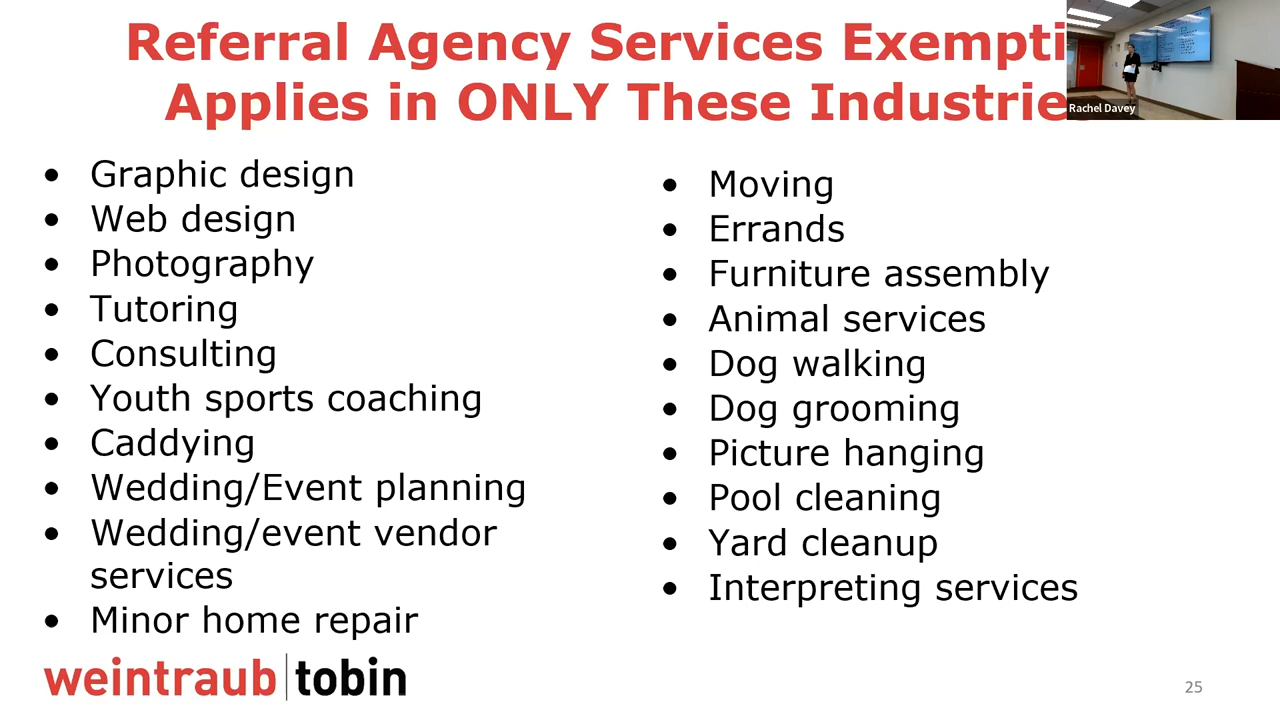 Referral Agency Services Exempti
Applies in ONLY These Industrie
Rachel Davey
• Graphic design
• Web design
• Photography
• Tutoring
• Consulting
• Youth sports coaching
• Caddying
• Wedding/Event planning
• Wedding/event vendor
services
• Minor home repair
• Moving
• Errands
• Furniture assembly
• Animal services
• Dog walking
• Dog grooming
• Picture hanging
• Pool cleaning
• Yard cleanup
• Interpreting services
weintraub|tobin
25